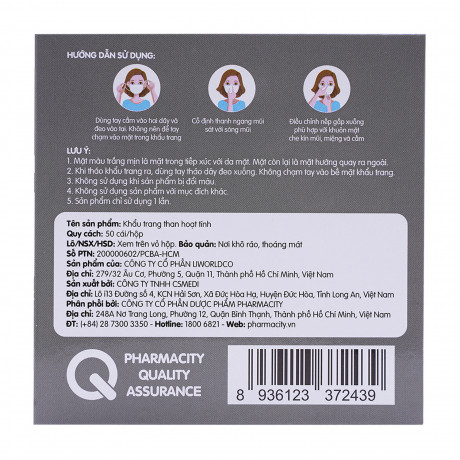 HƯỚNG DẪN SỬ DỤNG:
Dùng tay cầm vào hai dây và
đeo vào tai. Không nên để tay
chạm vào mặt trong khẩu trang
Cố định thanh ngang mũi
sát với sóng mũi
Điều chỉnh nếp gấp xuống
phù hợp với khuôn mặt
che kín mũi, miệng và cằm
LƯU Ý:
1. Mặt màu trắng mịn là mặt trong tiếp xúc với da mặt. Mặt còn lại là mặt hướng quay ra ngoài.
2. Khi tháo khẩu trang ra, dùng tay tháo dây đeo xuống. Không chạm tay vào bề mặt khẩu trang.
3. Không sử dụng khi sản phẩm bị đổi màu.
4. Không sử dụng sản phẩm với mục đích khác.
5. Sản phẩm chỉ sử dụng 1 lần.
Tên sản phẩm: Khẩu trang than hoạt tính
Quy cách: 50 cái/hộp
Lô/NSX/HSD: Xem trên vỏ hộp. Bảo quản: Nơi khô ráo, thoáng mát
Số PTN: 200000602/PCBA-HCM
Sản phẩm của: CÔNG TY CỔ PHẦN LIWORLDCO
Địa chỉ: 279/32 Âu Cơ, Phường 5, Quận 11, Thành phố Hồ Chí Minh, Việt Nam
Sản xuất bởi: CÔNG TY TNHH CSMEDI
Địa chỉ: Lô I13 Đường số 4, KCN Hải Sơn, Xã Đức Hòa Hạ, Huyện Đức Hòa, Tỉnh Long An, Việt Nam
Phân phối bởi: CÔNG TY CỔ PHẦN DƯỢC PHẨM PHARMACITY
Địa chỉ: 248A Nơ Trang Long, Phường 12, Quận Bình Thạnh, Thành phố Hồ Chí Minh, Việt Nam
ĐT: (+84) 28 7300 3350 - Hotline: 1800 6821 - Web: pharmacity.vn
PHARMACITY
QUALITY
ASSURANCE
8 936123 372439